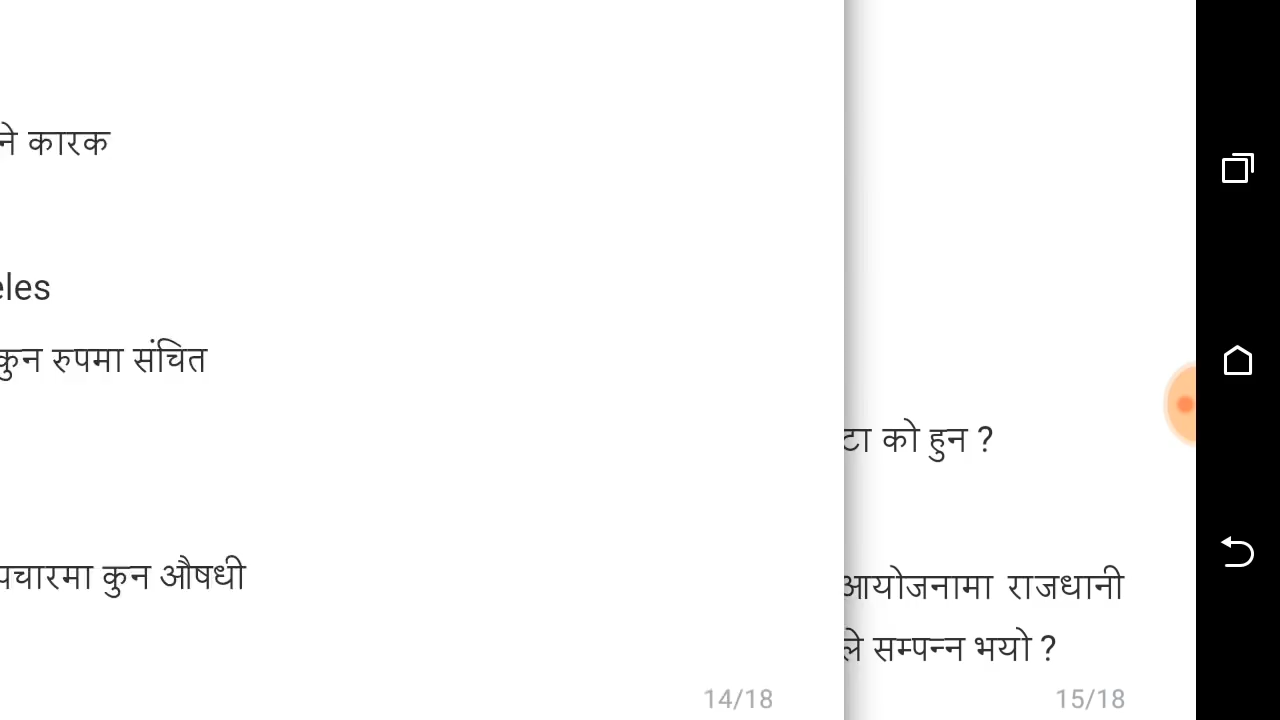 ने कारक
eles
कुन रुपमा संचित
पचारमा कुन औषधी
14/18
टा को हुन ?
आयोजनामा राजधानी
ले सम्पन्न भयो ?
15/18